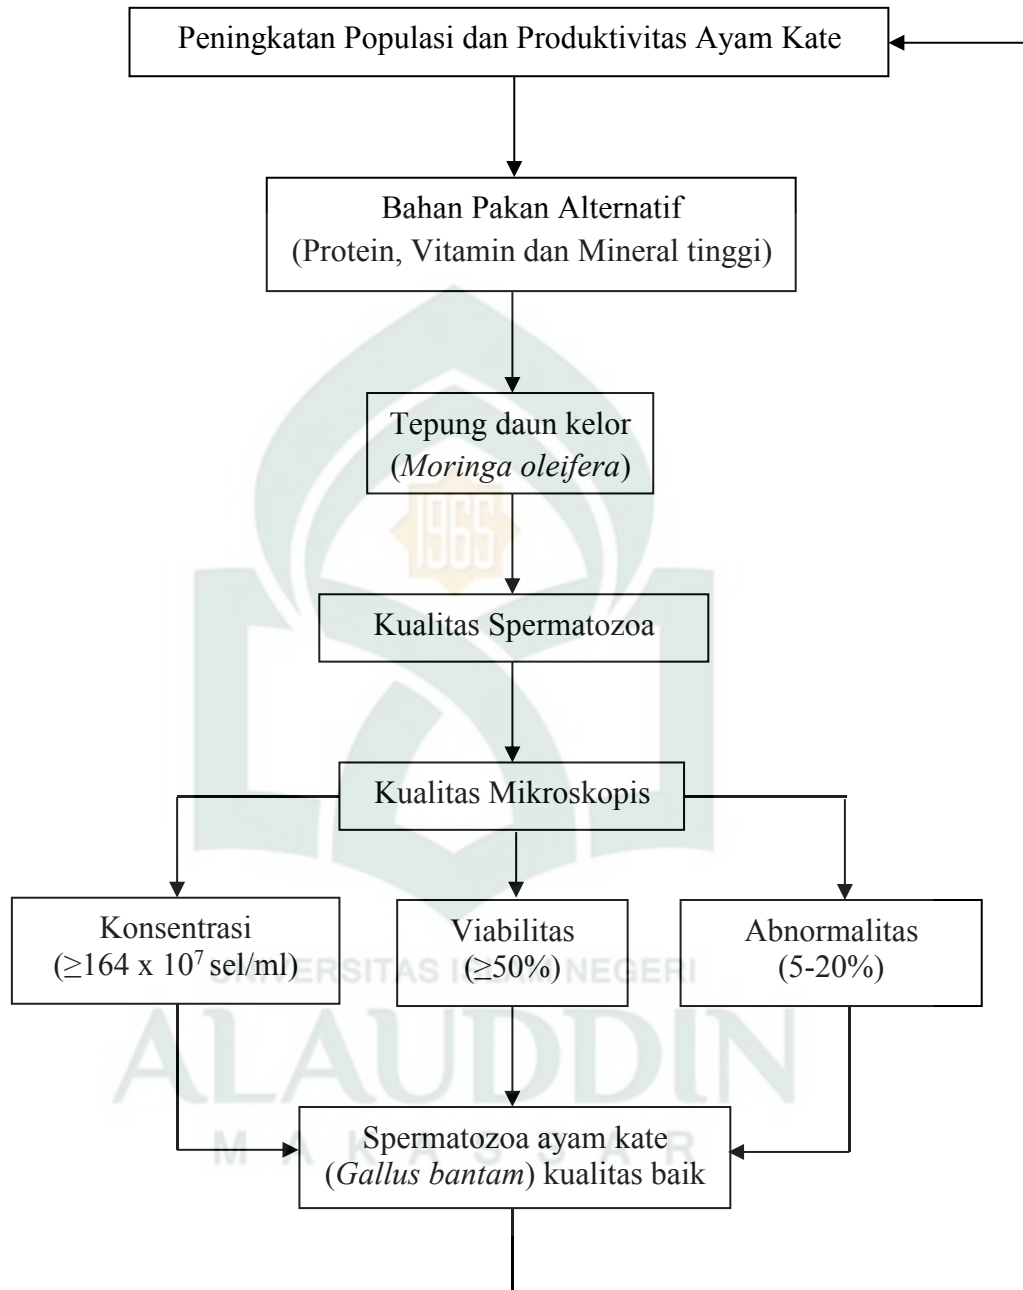 Peningkatan Populasi dan Produktivitas Ayam Kate
Bahan Pakan Alternatif
(Protein, Vitamin dan Mineral tinggi)
Tepung daun kelor
(Moringa oleifera)
1965
Kualitas Spermatozoa
Kualitas Mikroskopis
Konsentrasi
(≥164 x 10⁷ sel/ml)
Viabilitas
(≥50%)
Abnormalitas
(5-20%)
UNIVERSITAS ISLAM NEGERI
ALAUDDIN
MAKASSAR
Spermatozoa ayam kate
(Gallus bantam) kualitas baik